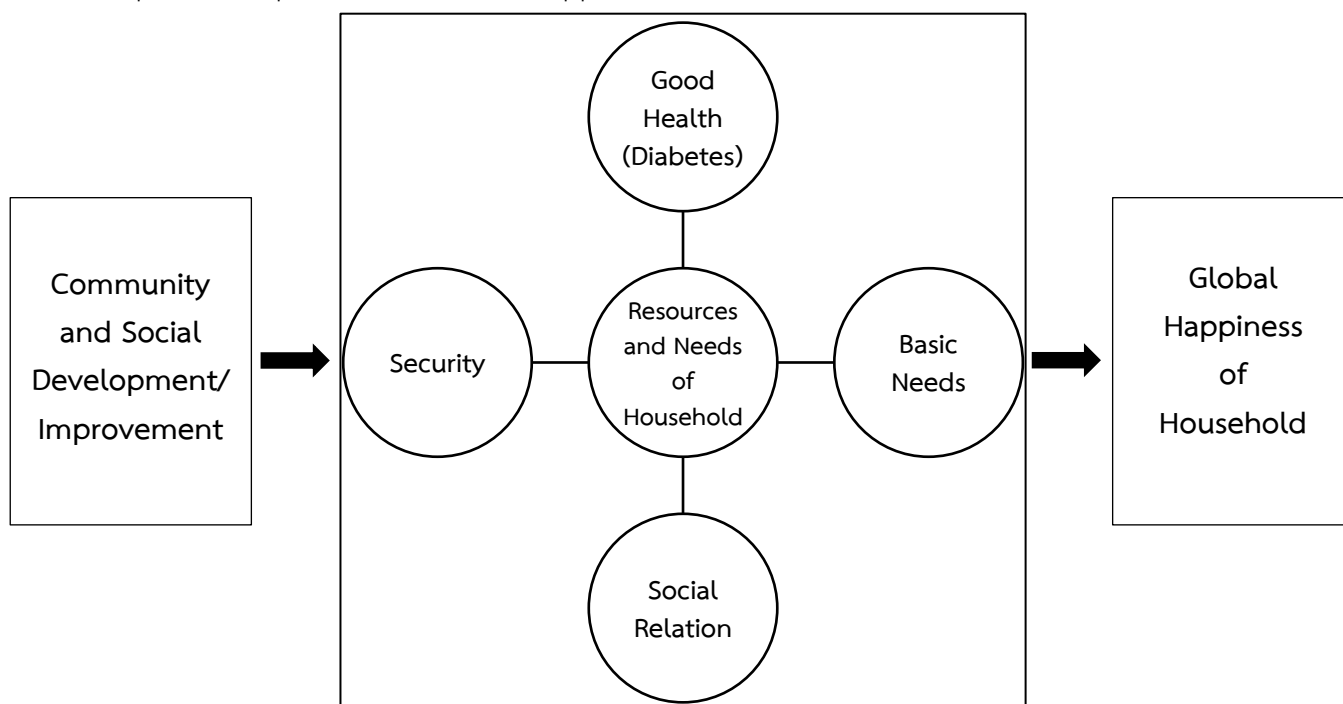 Good
Health
(Diabetes)
Community
and Social
Development/
Improvement
Security
Resources
and Needs
of
Household
Basic
Needs
Global
Happiness
of
Household
Social
Relation